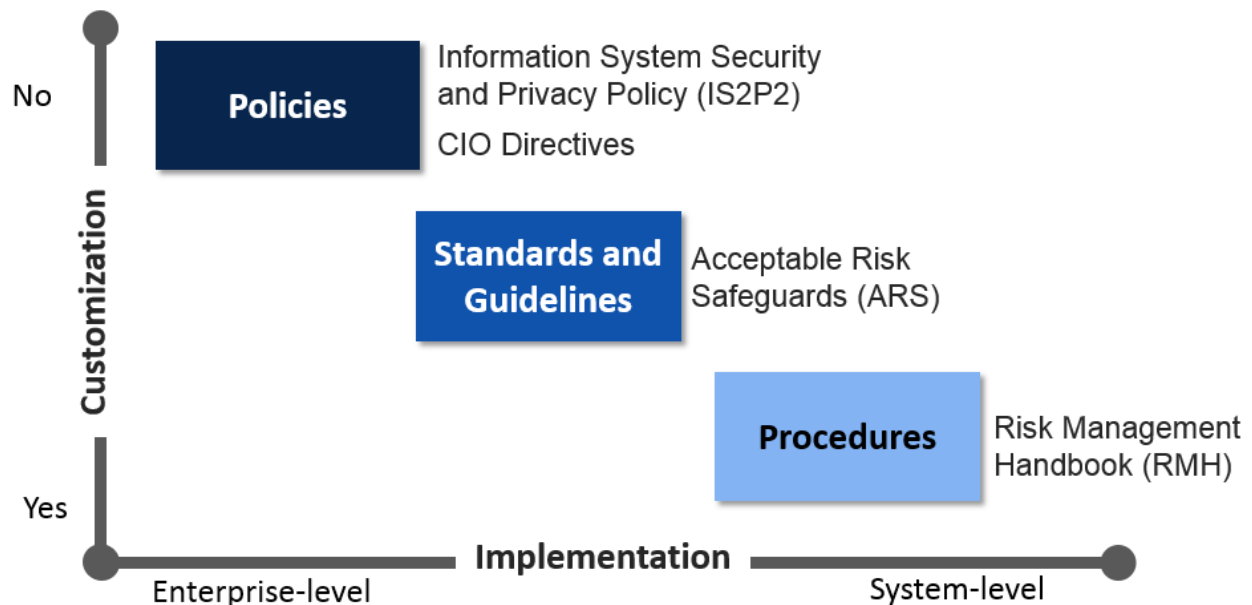 No
Policies
Information System Security
and Privacy Policy (IS2P2)
CIO Directives
Customization
Standards and
Guidelines
Acceptable Risk
Safeguards (ARS)
Procedures
Risk Management
Handbook (RMH)
Yes
Implementation
Enterprise-level
System-level